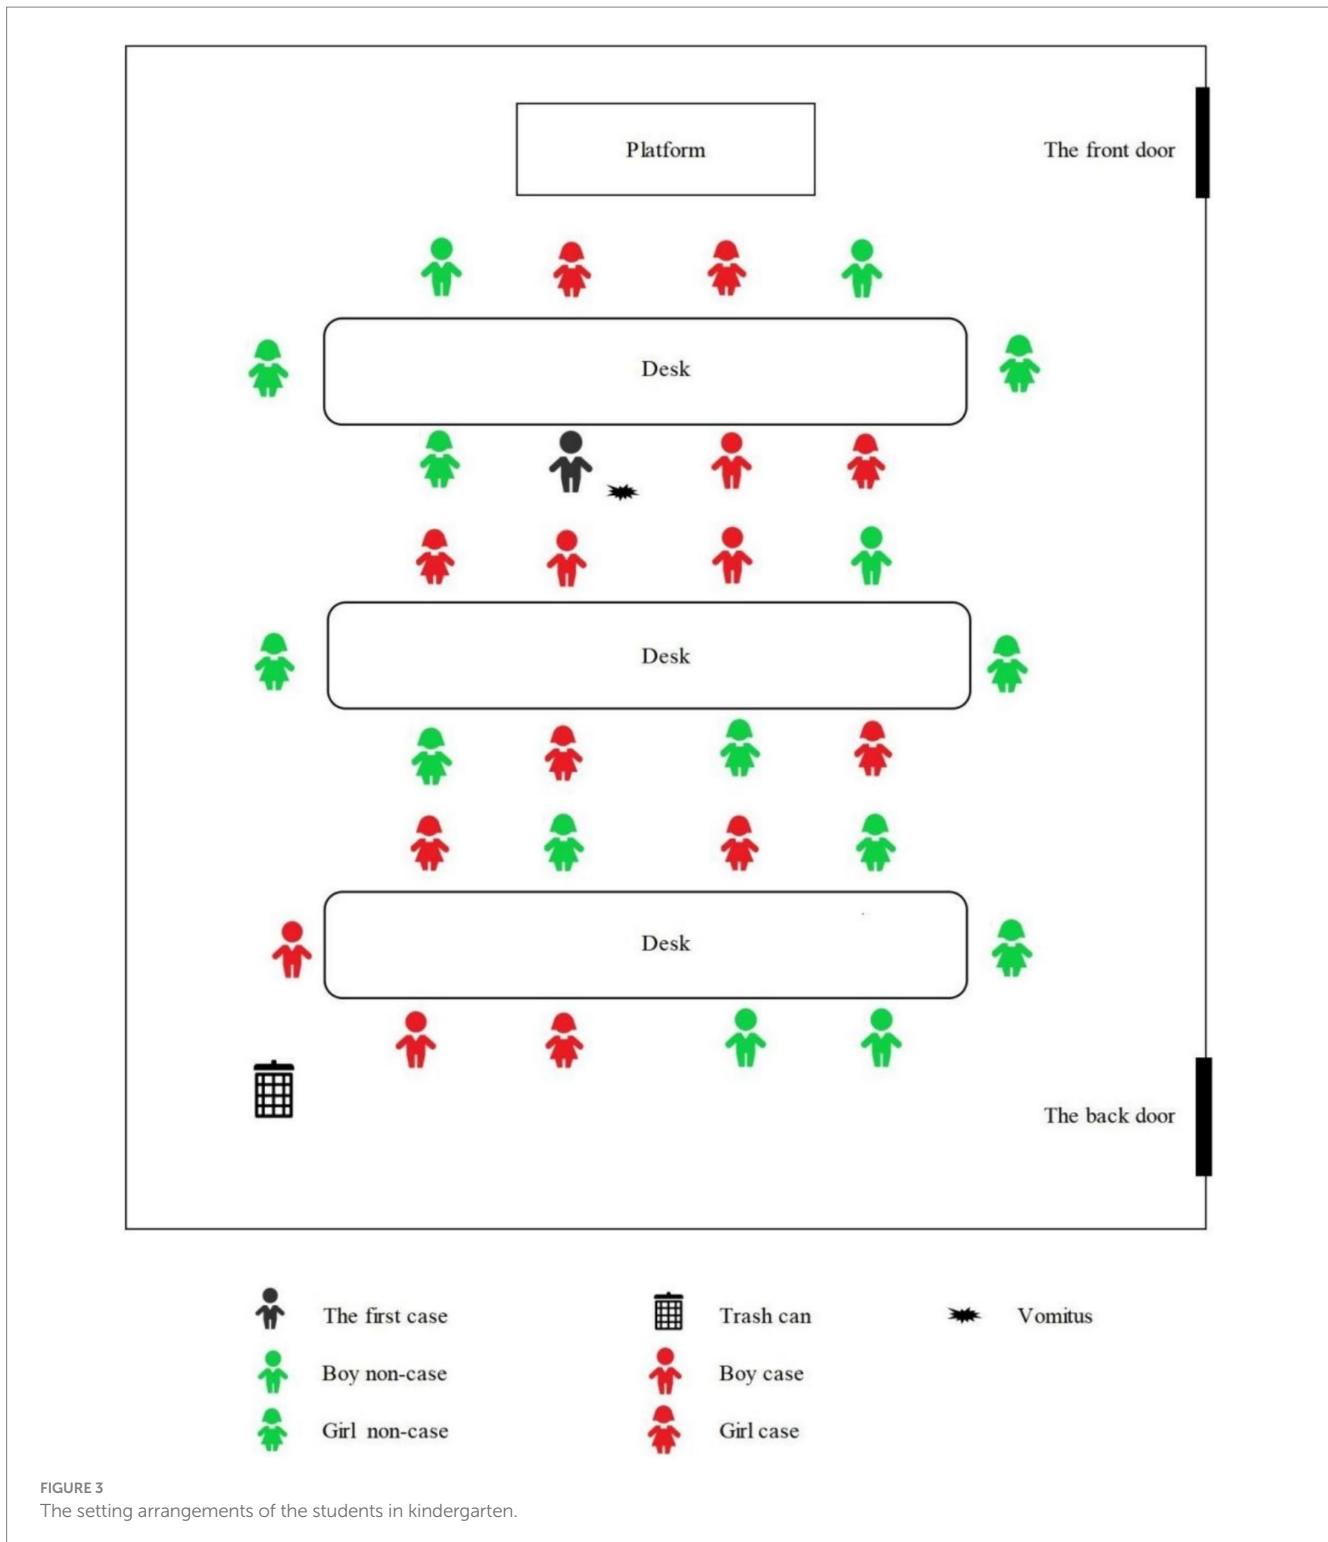 Platform
The front door
Desk
Desk
Desk
The back door
The first case
Trash can
Vomitus
Boy non-case
Boy case
Girl non-case
Girl case
FIGURE 3
The setting arrangements of the students in kindergarten.